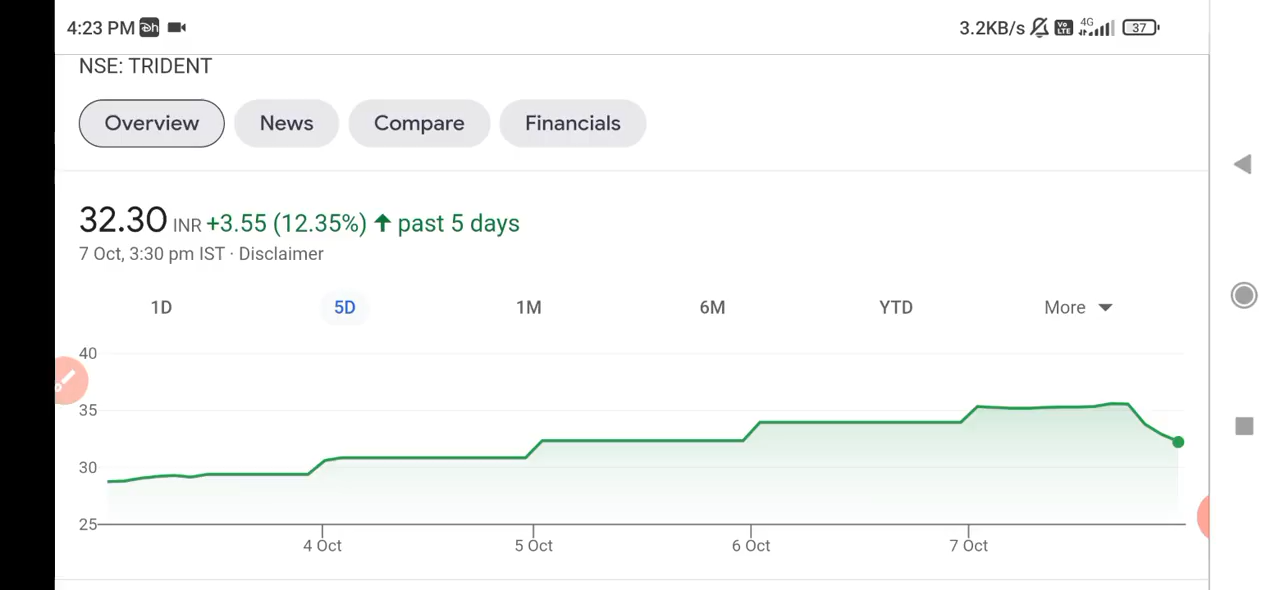 4:23 PM 3.2KB/s Vo LTE 4G 37
NSE: TRIDENT
Overview News Compare Financials
32.30 INR +3.55 (12.35%) ↑ past 5 days
7 Oct, 3:30 pm IST · Disclaimer
1D 5D 1M 6M YTD More
40
35
30
25
4 Oct 5 Oct 6 Oct 7 Oct